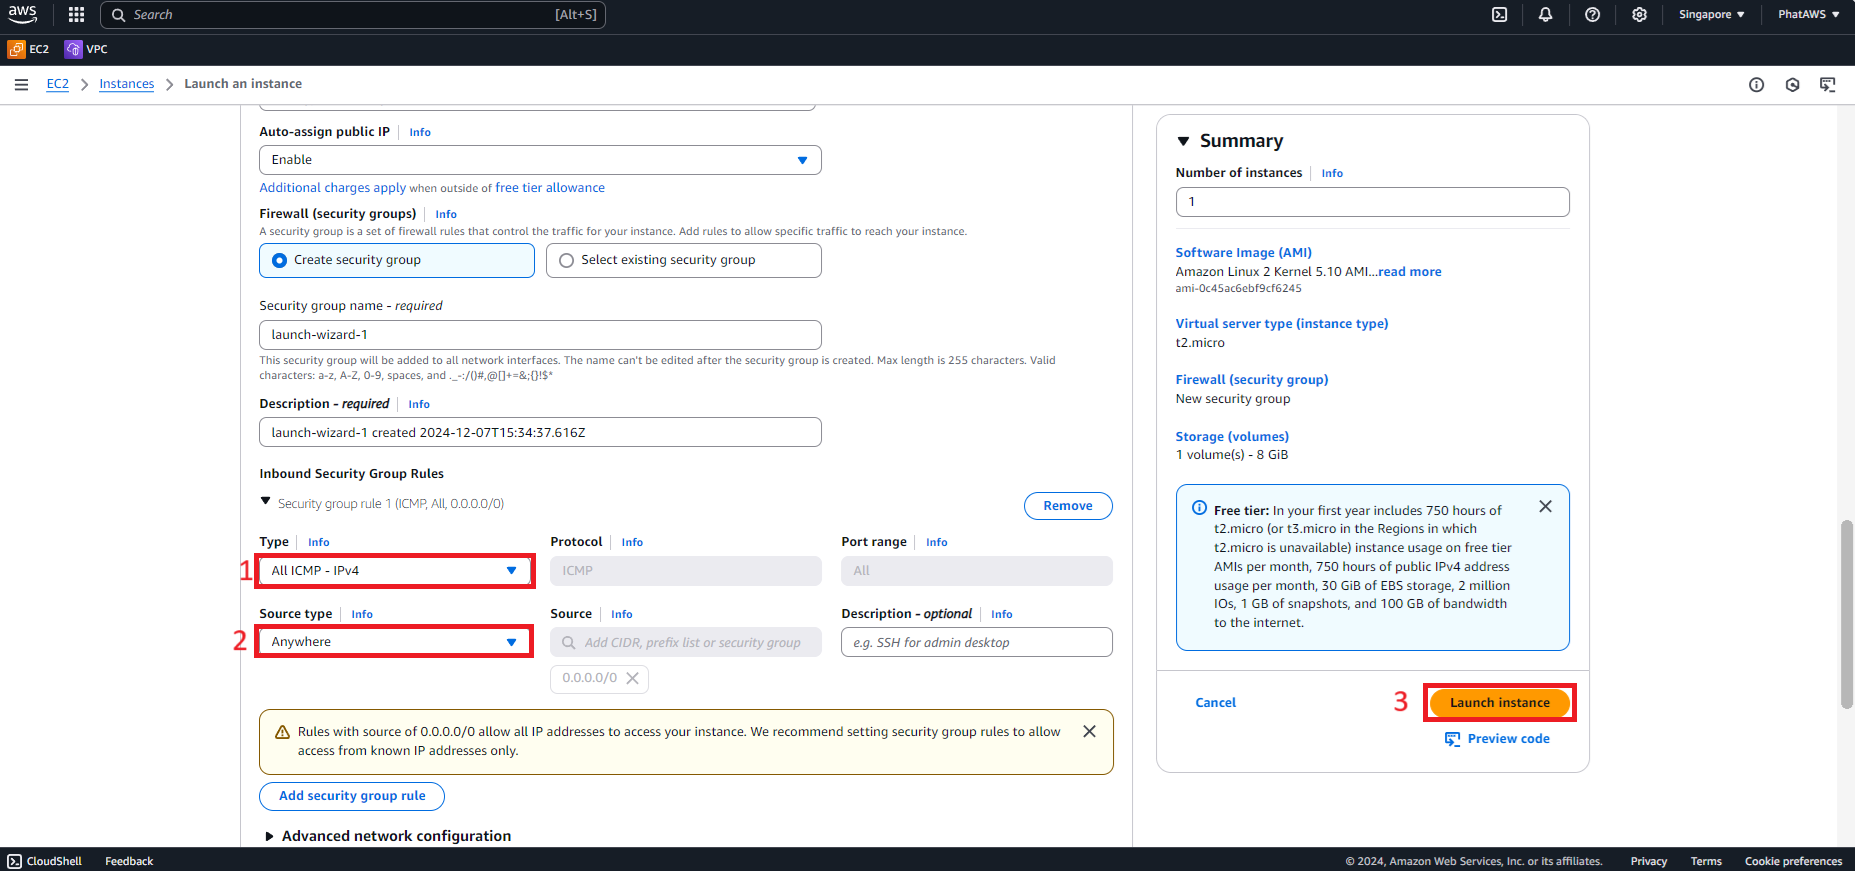 aws
Search [Alt+S]
Singapore
PhatAWS
EC2
VPC
EC2 Instances Launch an instance
Auto-assign public IP Info
Enable
Additional charges apply when outside of free tier allowance
Firewall (security groups) Info
A security group is a set of firewall rules that control the traffic for your instance. Add rules to allow specific traffic to reach your instance.
Create security group
Select existing security group
Security group name - required
launch-wizard-1
This security group will be added to all network interfaces. The name can't be edited after the security group is created. Max length is 255 characters. Valid
characters: a-z, A-Z, 0-9, spaces, and ._-:/()#,@[]+=&;{}!$*
Description - required Info
launch-wizard-1 created 2024-12-07T15:34:37.616Z
Inbound Security Group Rules
Security group rule 1 (ICMP, All, 0.0.0.0/0)
Remove
Type Info
Protocol Info
Port range Info
1
All ICMP - IPv4
ICMP
All
Source type Info
Source Info
Description - optional Info
2
Anywhere
Add CIDR, prefix list or security group
e.g. SSH for admin desktop
0.0.0.0/0
Rules with source of 0.0.0.0/0 allow all IP addresses to access your instance. We recommend setting security group rules to allow
access from known IP addresses only.
Add security group rule
Advanced network configuration
Summary
Number of instances Info
1
Software Image (AMI)
Amazon Linux 2 Kernel 5.10 AMI...read more
ami-0c45ac6ebf9cf6245
Virtual server type (instance type)
t2.micro
Firewall (security group)
New security group
Storage (volumes)
1 volume(s) - 8 GiB
Free tier: In your first year includes 750 hours of
t2.micro (or t3.micro in the Regions in which
t2.micro is unavailable) instance usage on free tier
AMIs per month, 750 hours of public IPv4 address
usage per month, 30 GiB of EBS storage, 2 million
IOs, 1 GB of snapshots, and 100 GB of bandwidth
to the internet.
Cancel
3
Launch instance
Preview code
CloudShell
Feedback
© 2024, Amazon Web Services, Inc. or its affiliates.
Privacy
Terms
Cookie preferences